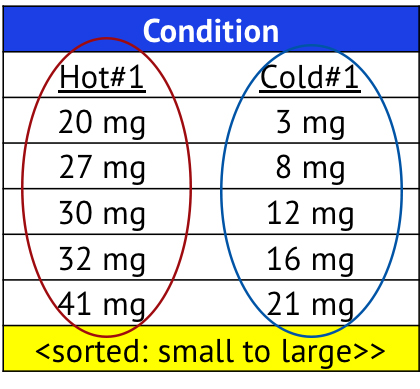 Condition
Hot#1 Cold#1
20 mg 3 mg
27 mg 8 mg
30 mg 12 mg
32 mg 16 mg
41 mg 21 mg
<sorted: small to large>>